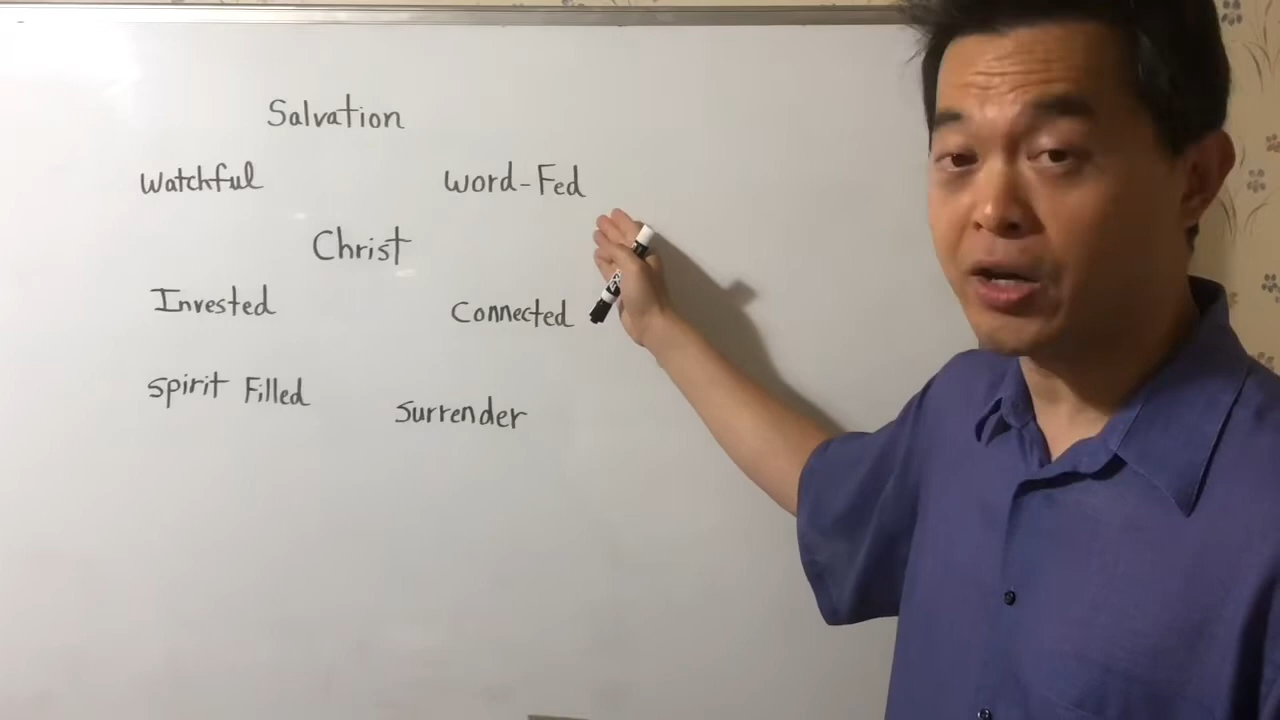 Salvation
Watchful
Word-Fed
Christ
Invested
Connected
Spirit Filled
Surrender